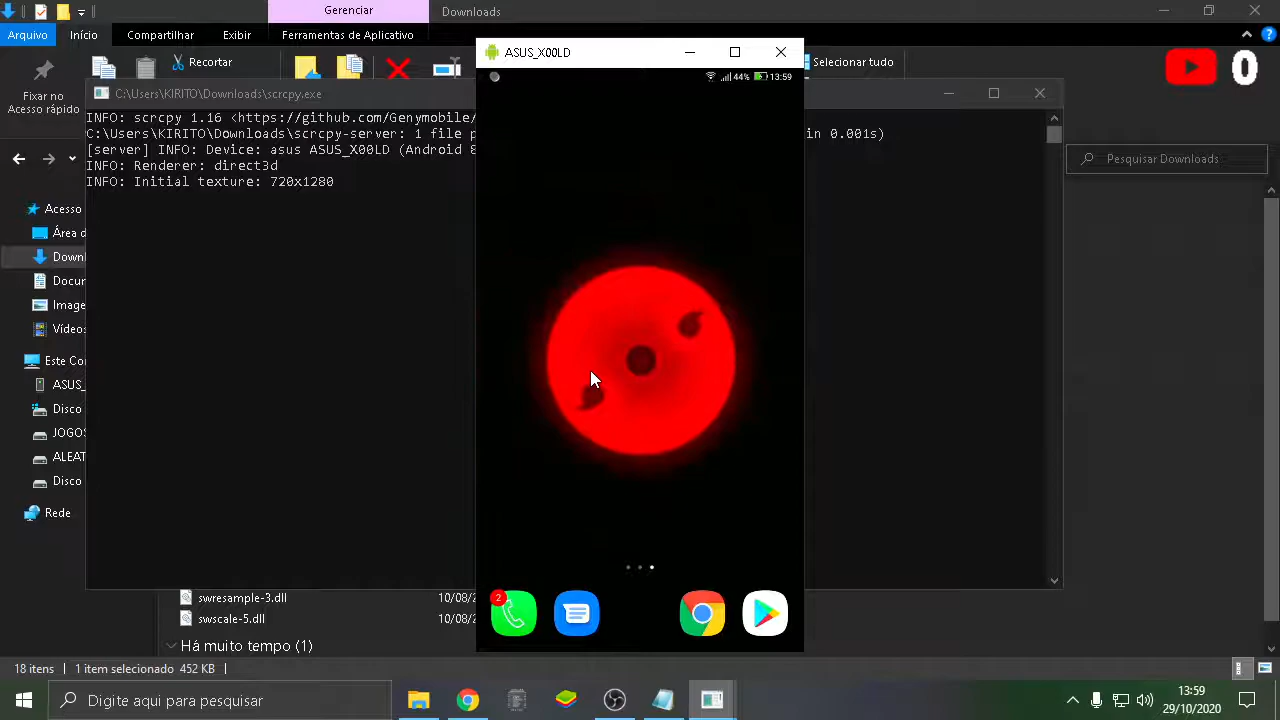 Gerenciar
Downloads
Arquivo
Início
Compartilhar
Exibir
Ferramentas de Aplicativo
Recortar
Selecionar tudo
Fixar no
Acesso rápido
0
ASUS_X00LD
44% 13:59
C:\Users\KIRITO\Downloads\scrcpy.exe
INFO: scrcpy 1.16 <https://github.com/Genymobile/
C:\Users\KIRITO\Downloads\scrcpy-server: 1 file p
in 0.001s)
[server] INFO: Device: asus ASUS_X00LD (Android 8
INFO: Renderer: direct3d
INFO: Initial texture: 720x1280
Pesquisar Downloads
Acesso
Área d
Down
Docum
Image
Vídeos
Este Co
ASUS_
Disco
JOGOS
ALEAT
Disco
Rede
2
swresample-3.dll
10/08/
swscale-5.dll
10/08/
Há muito tempo (1)
18 itens
1 item selecionado 452 KB
Digite aqui para pesquisar
13:59
29/10/2020